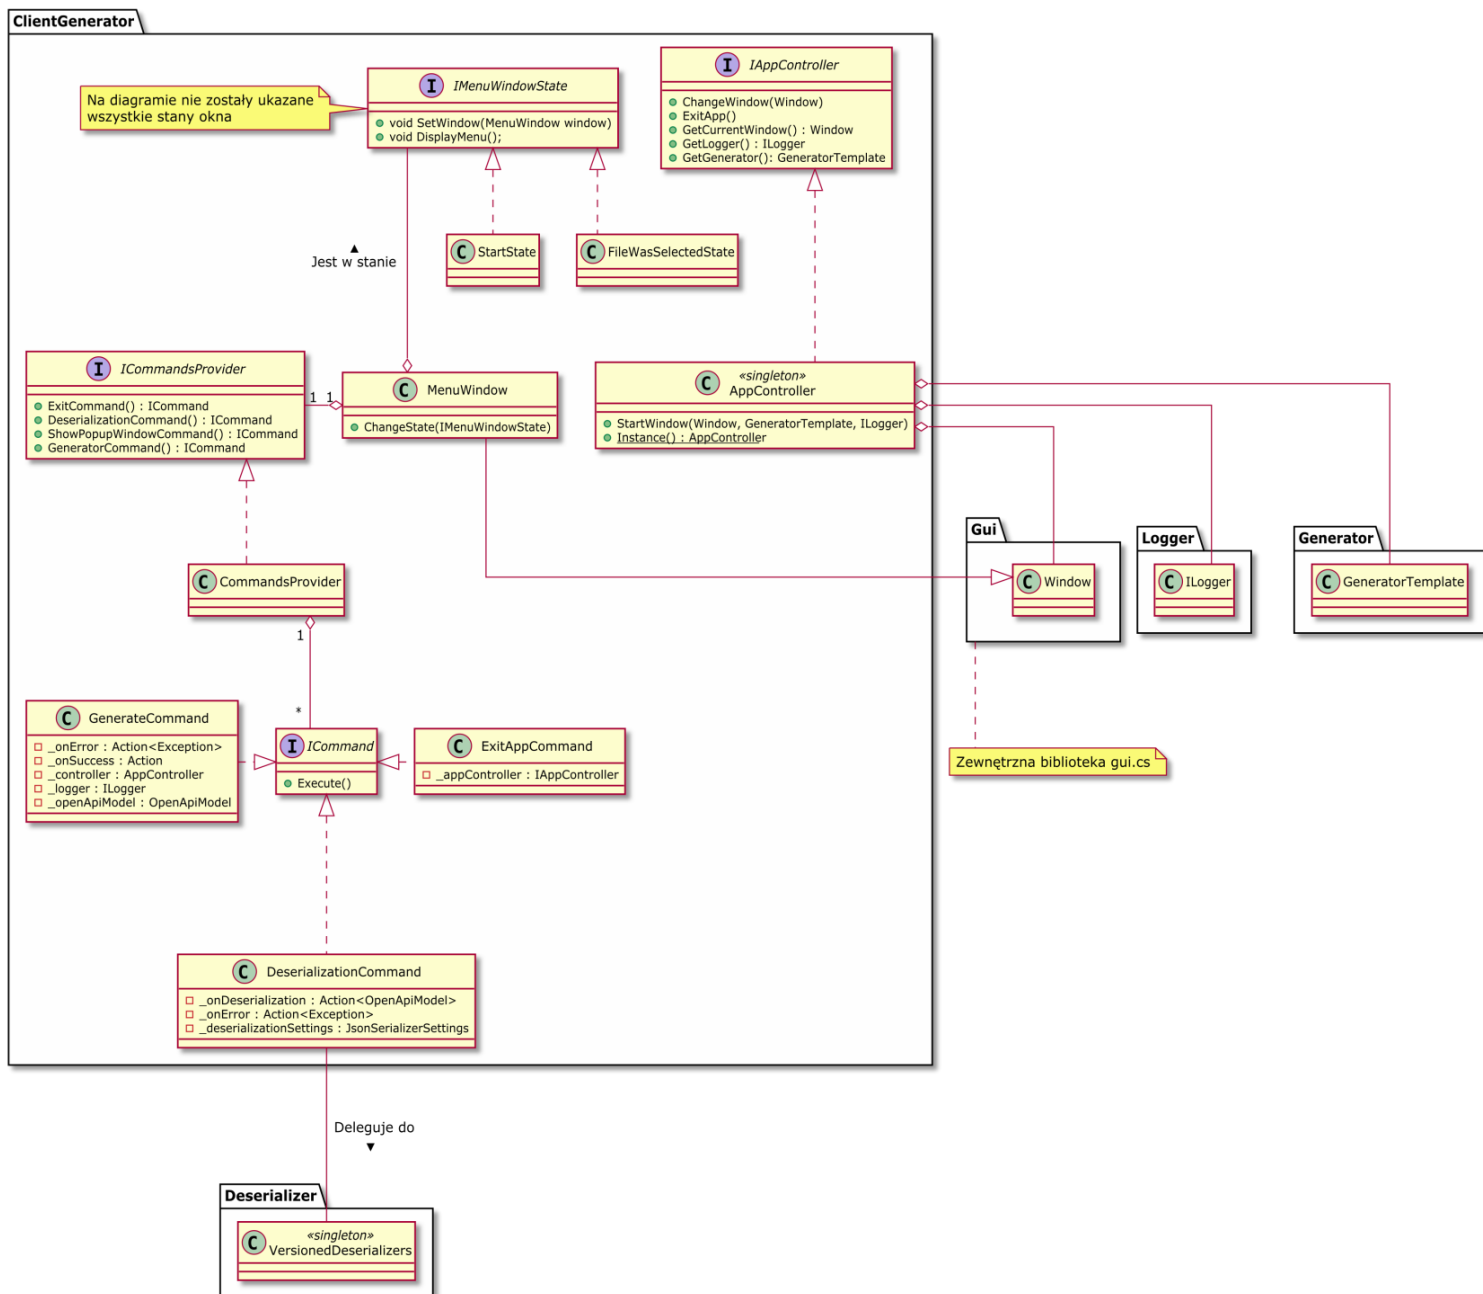 ClientGenerator
Na diagramie nie zostały ukazane
wszystkie stany okna
I
IMenuWindowState
void SetWindow(MenuWindow window)
void DisplayMenu();
I
IAppController
ChangeWindow(Window)
ExitApp()
GetCurrentWindow() : Window
GetLogger() : ILogger
GetGenerator(): GeneratorTemplate
C
StartState
C
FileWasSelectedState
▲
Jest w stanie
I
ICommandsProvider
ExitCommand() : ICommand
DeserializationCommand() : ICommand
ShowPopupWindowCommand() : ICommand
GeneratorCommand() : ICommand
1 1
C
MenuWindow
ChangeState(IMenuWindowState)
C
«singleton»
AppController
StartWindow(Window, GeneratorTemplate, ILogger)
Instance() : AppController
Gui
C
Window
Logger
C
ILogger
Generator
C
GeneratorTemplate
C
CommandsProvider
1
*
C
GenerateCommand
_onError : Action<Exception>
_onSuccess : Action
_controller : AppController
_logger : ILogger
_openApiModel : OpenApiModel
I
ICommand
Execute()
C
ExitAppCommand
_appController : IAppController
Zewnętrzna biblioteka gui.cs
C
DeserializationCommand
_onDeserialization : Action<OpenApiModel>
_onError : Action<Exception>
_deserializationSettings : JsonSerializerSettings
Deleguje do
▼
Deserializer
C
«singleton»
VersionedDeserializers